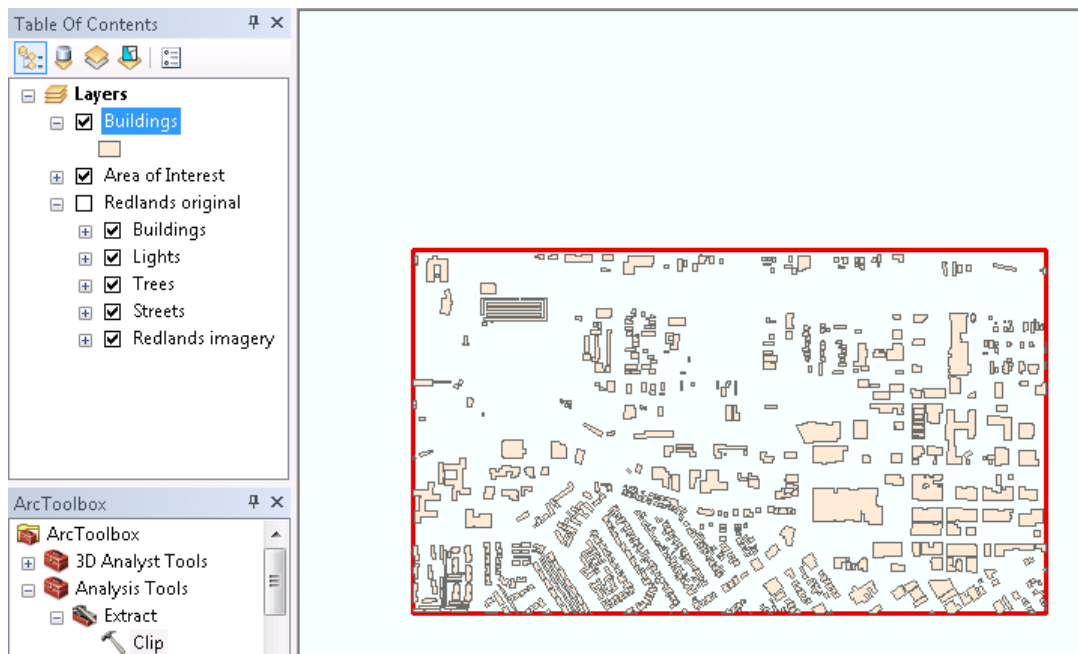 Table Of Contents
Layers
Buildings
Area of Interest
Redlands original
Buildings
Lights
Trees
Streets
Redlands imagery
ArcToolbox
ArcToolbox
3D Analyst Tools
Analysis Tools
Extract
Clip